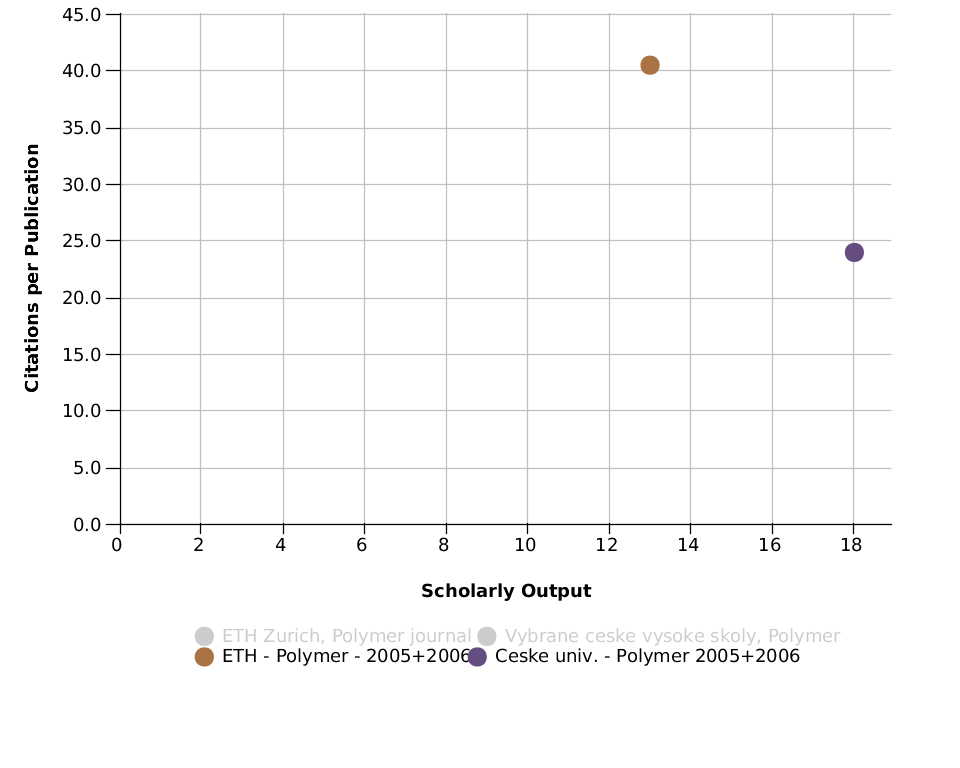 45.0
40.0
35.0
30.0
25.0
20.0
15.0
10.0
5.0
0.0
Citations per Publication
0 2 4 6 8 10 12 14 16 18
Scholarly Output
ETH Zurich, Polymer journal Vybrane ceske vysoke skoly, Polymer
ETH - Polymer - 2005+2006 Ceske univ. - Polymer 2005+2006